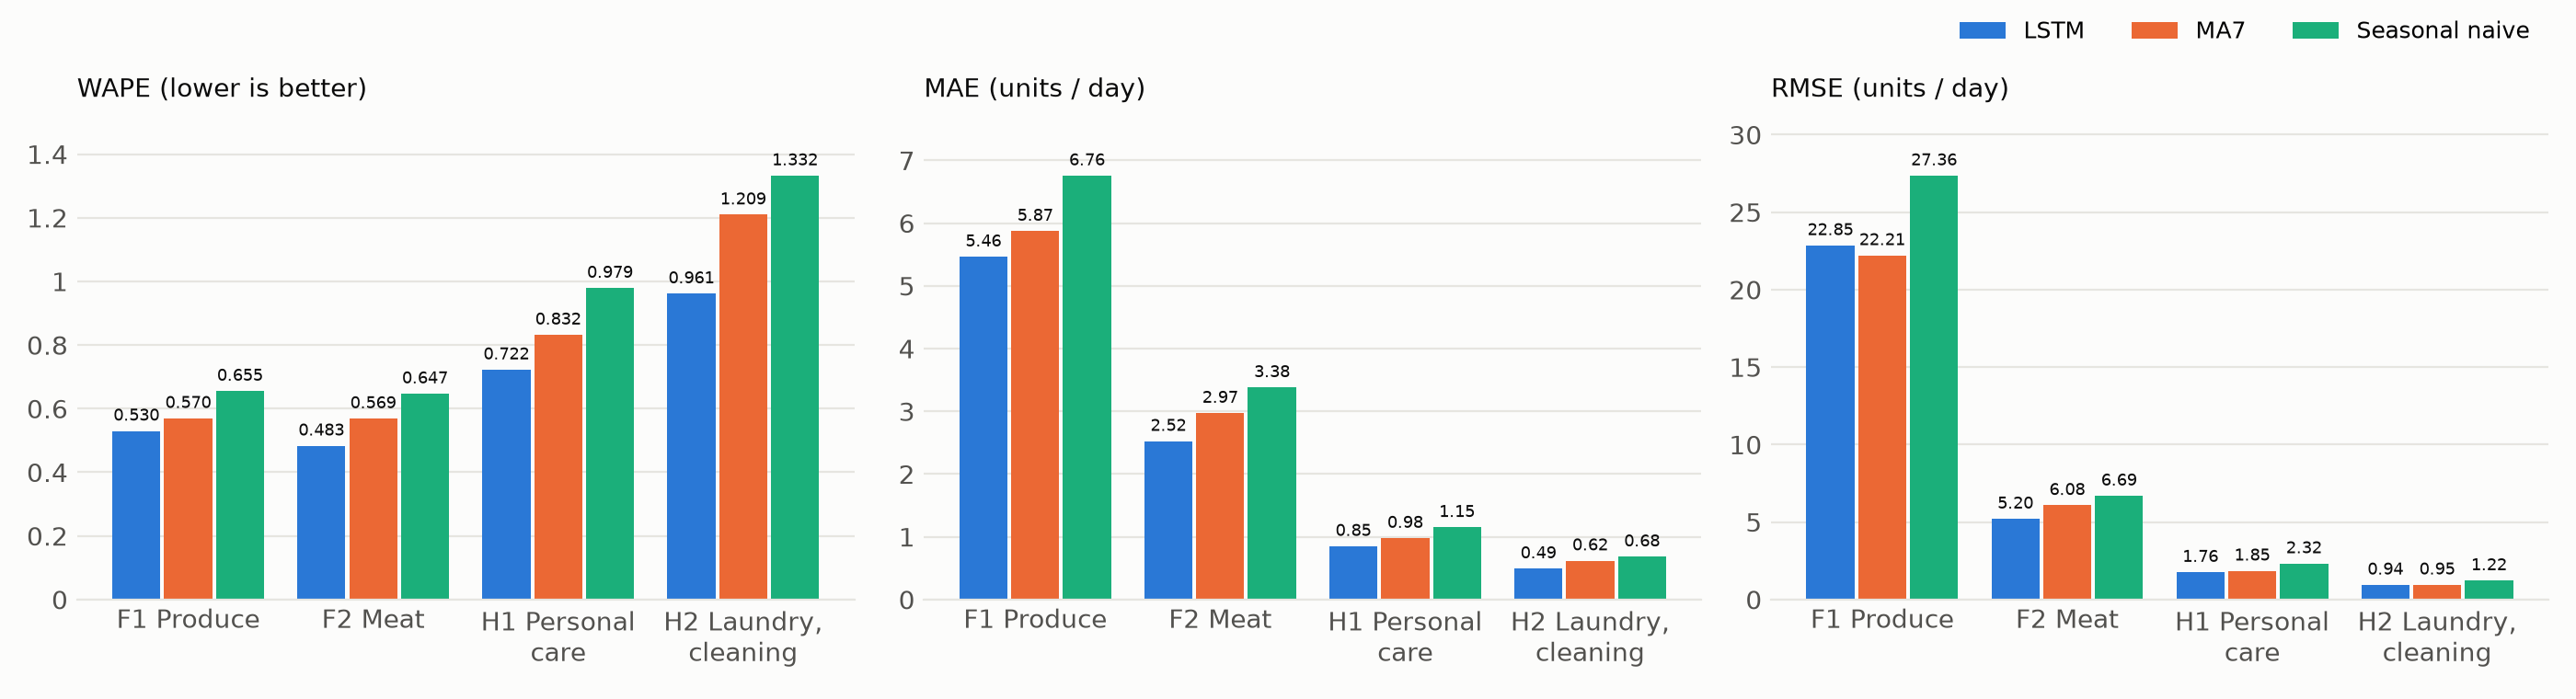 LSTM MA7 Seasonal naive
WAPE (lower is better)
1.4
1.2
1
0.8
0.6
0.4
0.2
0
0.530 0.570 0.655
0.483 0.569 0.647
0.722 0.832 0.979
0.961 1.209 1.332
F1 Produce
F2 Meat
H1 Personal
care
H2 Laundry,
cleaning
MAE (units / day)
7
6
5
4
3
2
1
0
5.46 5.87 6.76
2.52 2.97 3.38
0.85 0.98 1.15
0.49 0.62 0.68
F1 Produce
F2 Meat
H1 Personal
care
H2 Laundry,
cleaning
RMSE (units / day)
30
25
20
15
10
5
0
22.85 22.21 27.36
5.20 6.08 6.69
1.76 1.85 2.32
0.94 0.95 1.22
F1 Produce
F2 Meat
H1 Personal
care
H2 Laundry,
cleaning